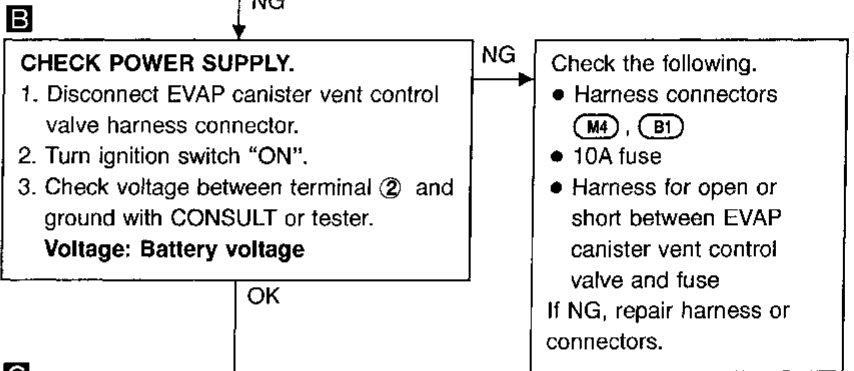 NG
B
CHECK POWER SUPPLY.
1. Disconnect EVAP canister vent control
valve harness connector.
2. Turn ignition switch “ON”.
3. Check voltage between terminal ② and
ground with CONSULT or tester.
Voltage: Battery voltage
OK
NG
Check the following.
● Harness connectors
M4 , B1
● 10A fuse
● Harness for open or
short between EVAP
canister vent control
valve and fuse
If NG, repair harness or
connectors.